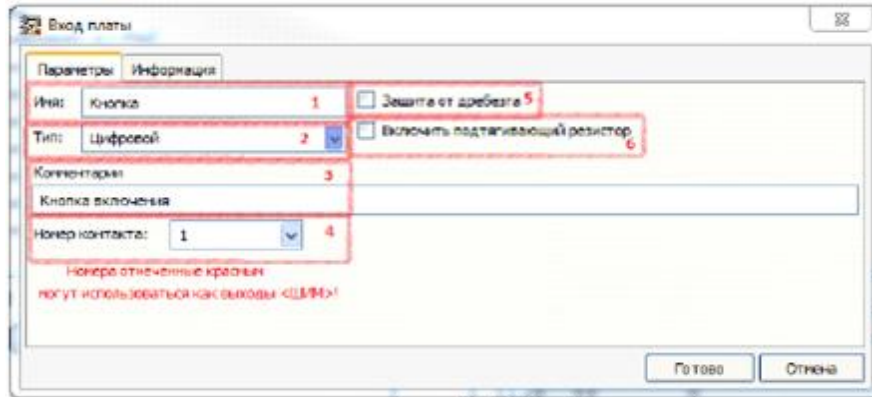 Вход платы
Параметры Информация
Имя: Кнопка 1 Защита от дребезга 5
Тип: Цифровой 2 Включить подтягивающий резистор 6
Комментарии 3
Кнопка включения
Номер контакта: 1 4
Номера отмеченные красным
могут использоваться как выходы <ШИМ>!
Готово Отмена